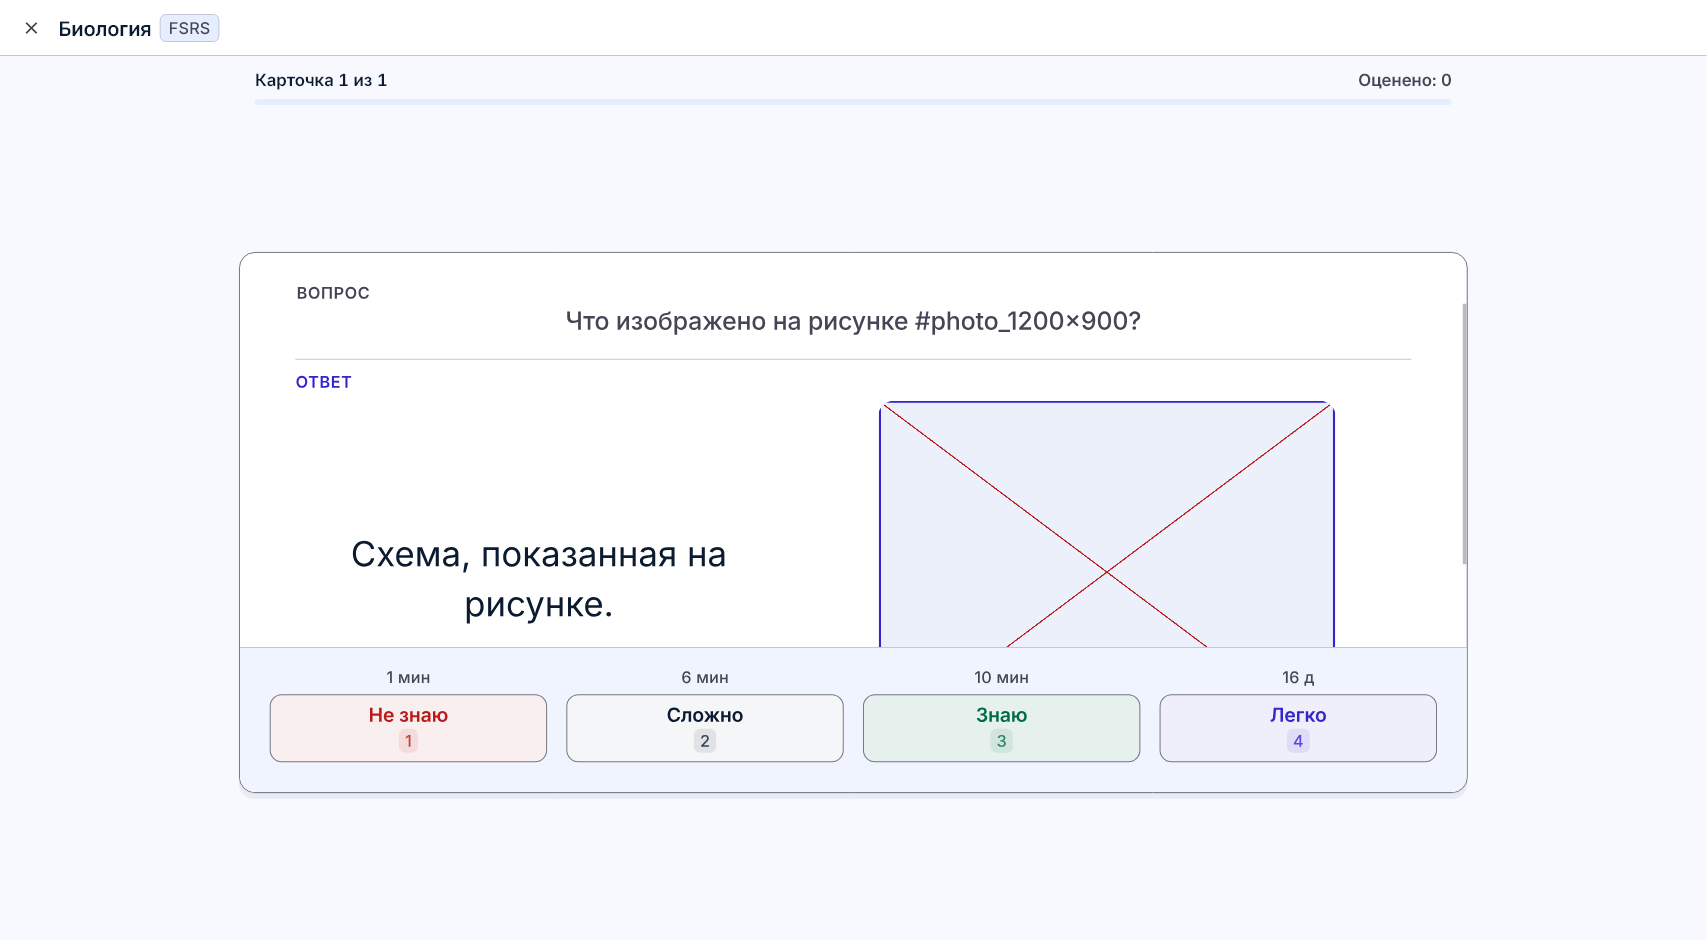 Биология FSRS
Карточка 1 из 1
Оценено: 0
ВОПРОС
Что изображено на рисунке #photo_1200×900?
ОТВЕТ
Схема, показанная на
рисунке.
1 мин
Не знаю
1
6 мин
Сложно
2
10 мин
Знаю
3
16 д
Легко
4